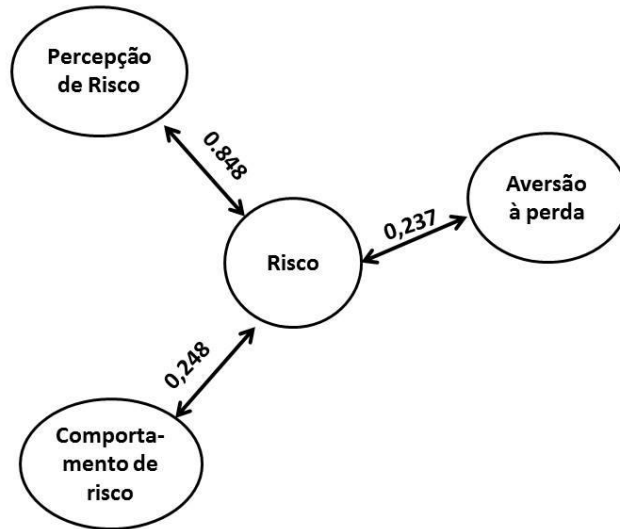 Percepção
de Risco
0.848
Aversão
à perda
0,237
Risco
0,248
Comporta-
mento de
risco